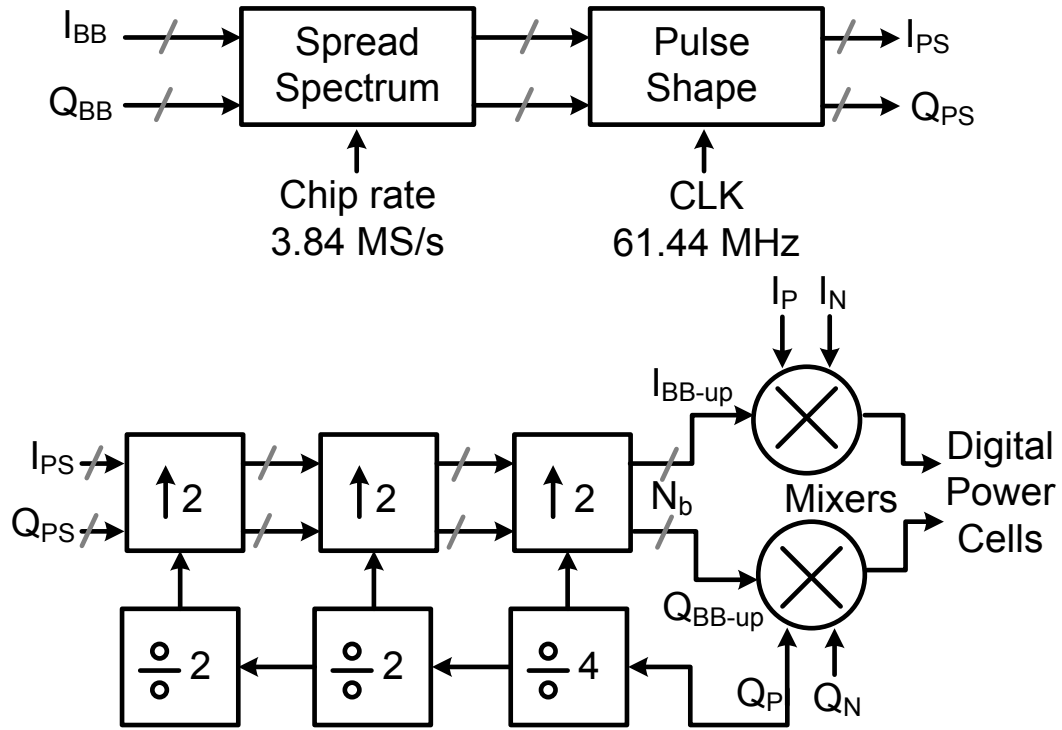 I_BB
Q_BB
Spread
Spectrum
Pulse
Shape
I_PS
Q_PS
Chip rate
3.84 MS/s
CLK
61.44 MHz
I_P
I_N
I_BB-up
I_PS
Q_PS
↑2
↑2
↑2
N_b
Mixers
Digital
Power
Cells
Q_BB-up
÷2
÷2
÷4
Q_P
Q_N